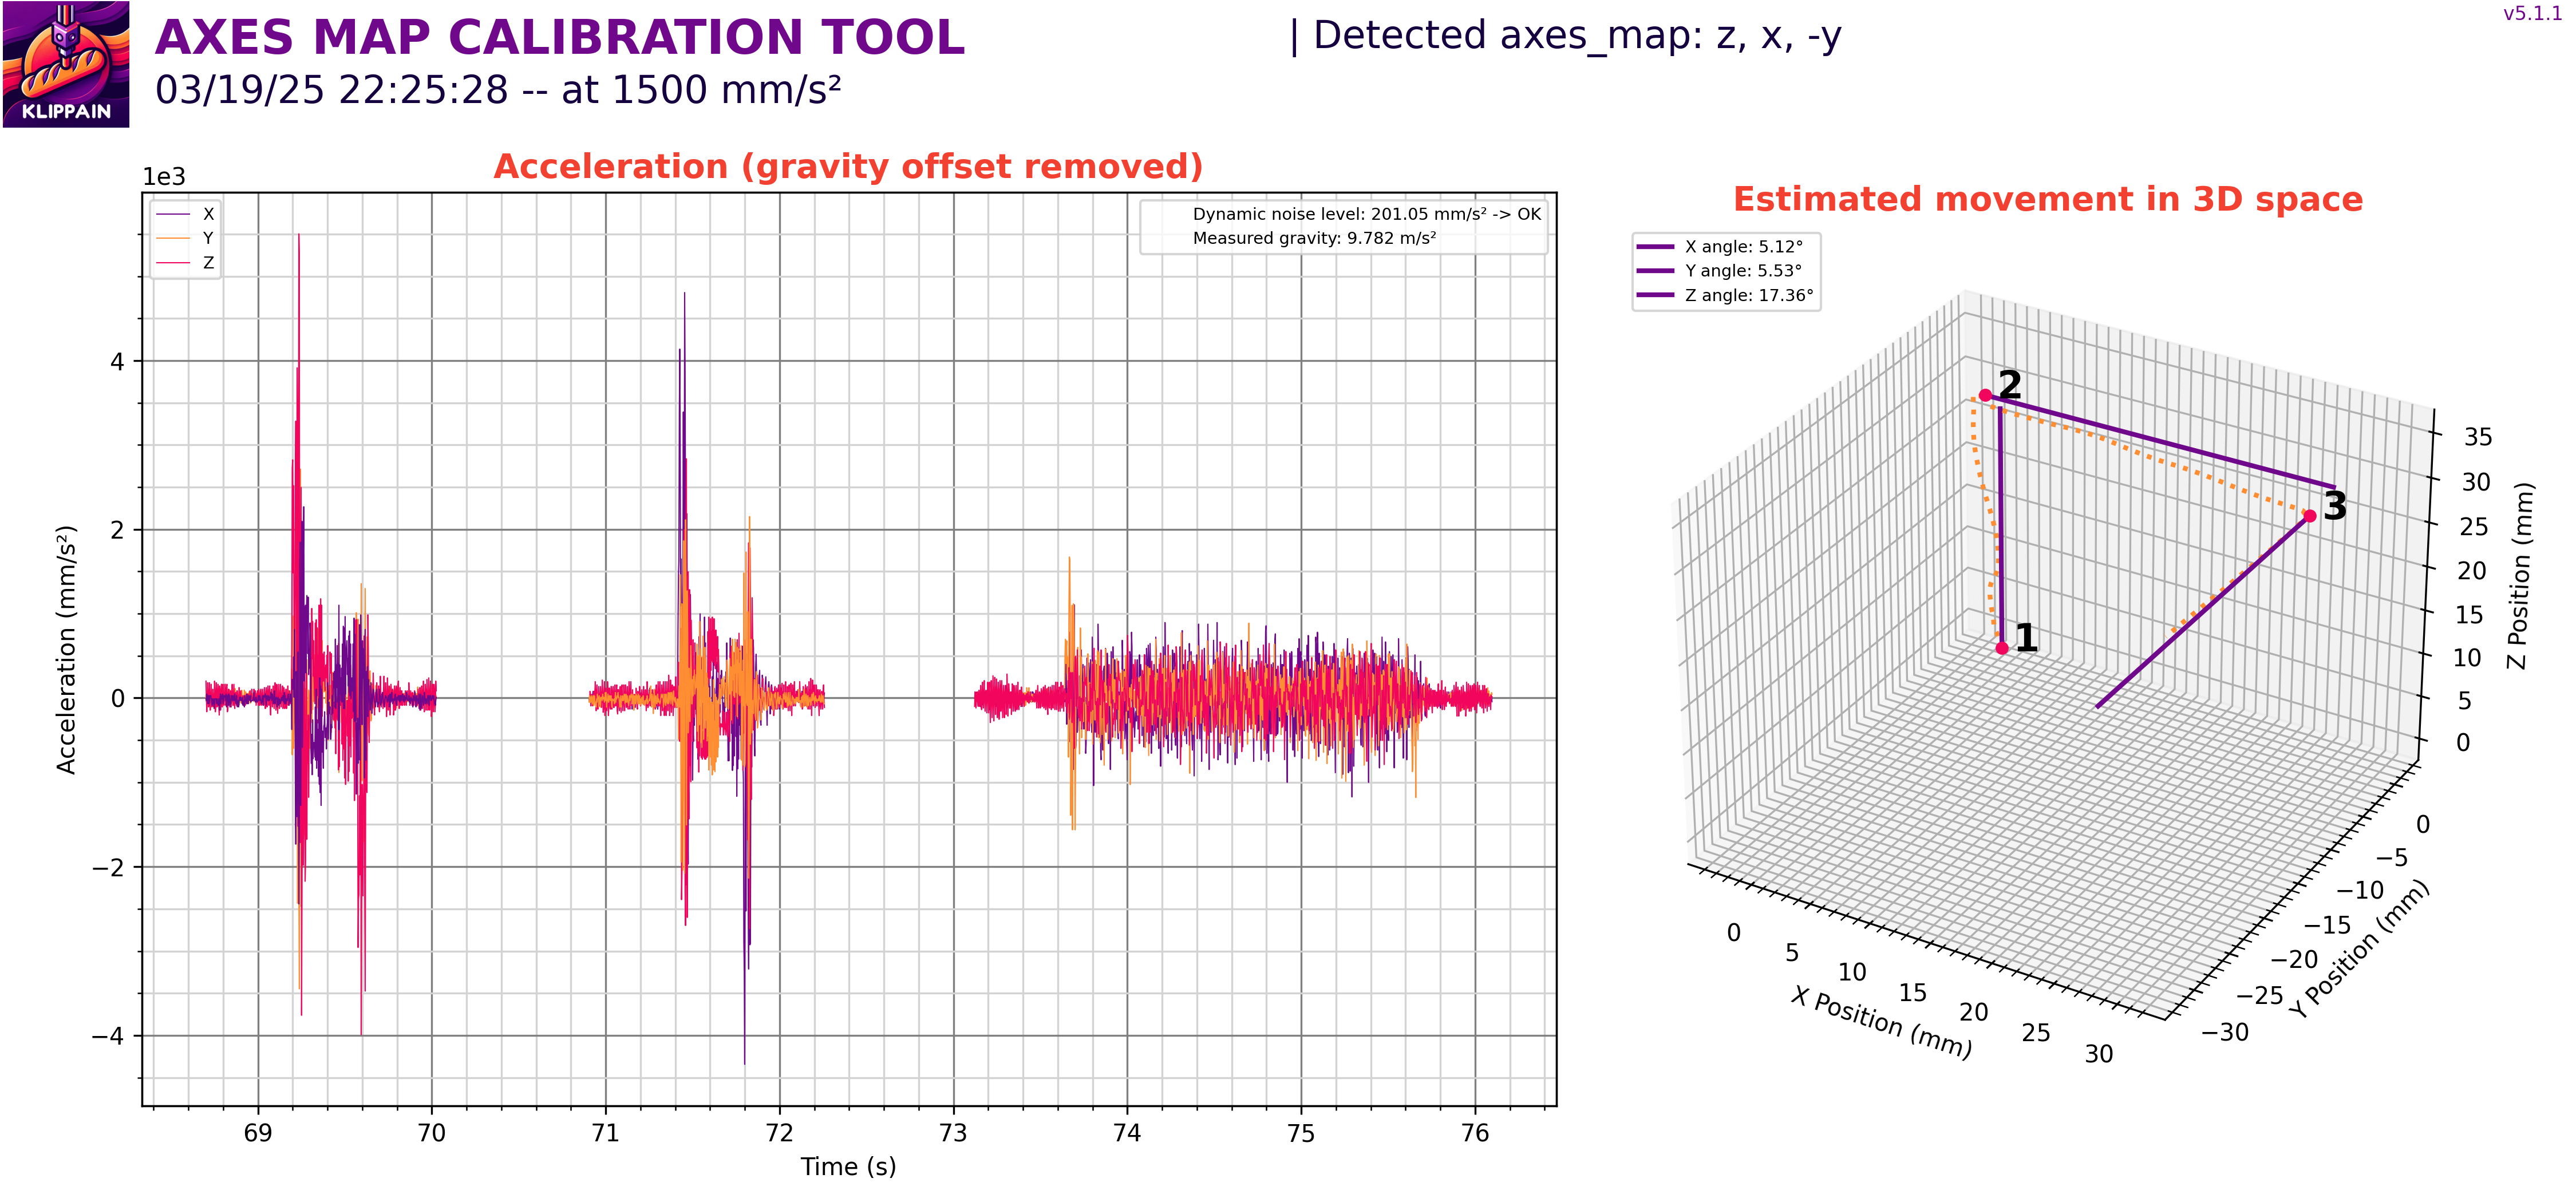 KLIPPAIN
AXES MAP CALIBRATION TOOL
03/19/25 22:25:28 -- at 1500 mm/s²
| Detected axes_map: z, x, -y
v5.1.1
Acceleration (gravity offset removed)
1e3
X
Y
Z
Dynamic noise level: 201.05 mm/s² -> OK
Measured gravity: 9.782 m/s²
4
2
0
−2
−4
Acceleration (mm/s²)
69 70 71 72 73 74 75 76
Time (s)
Estimated movement in 3D space
X angle: 5.12°
Y angle: 5.53°
Z angle: 17.36°
2
3
1
35
30
25
20
15
10
5
0
Z Position (mm)
0
−5
−10
−15
−20
−25
−30
Y Position (mm)
0
5
10
15
20
25
30
X Position (mm)